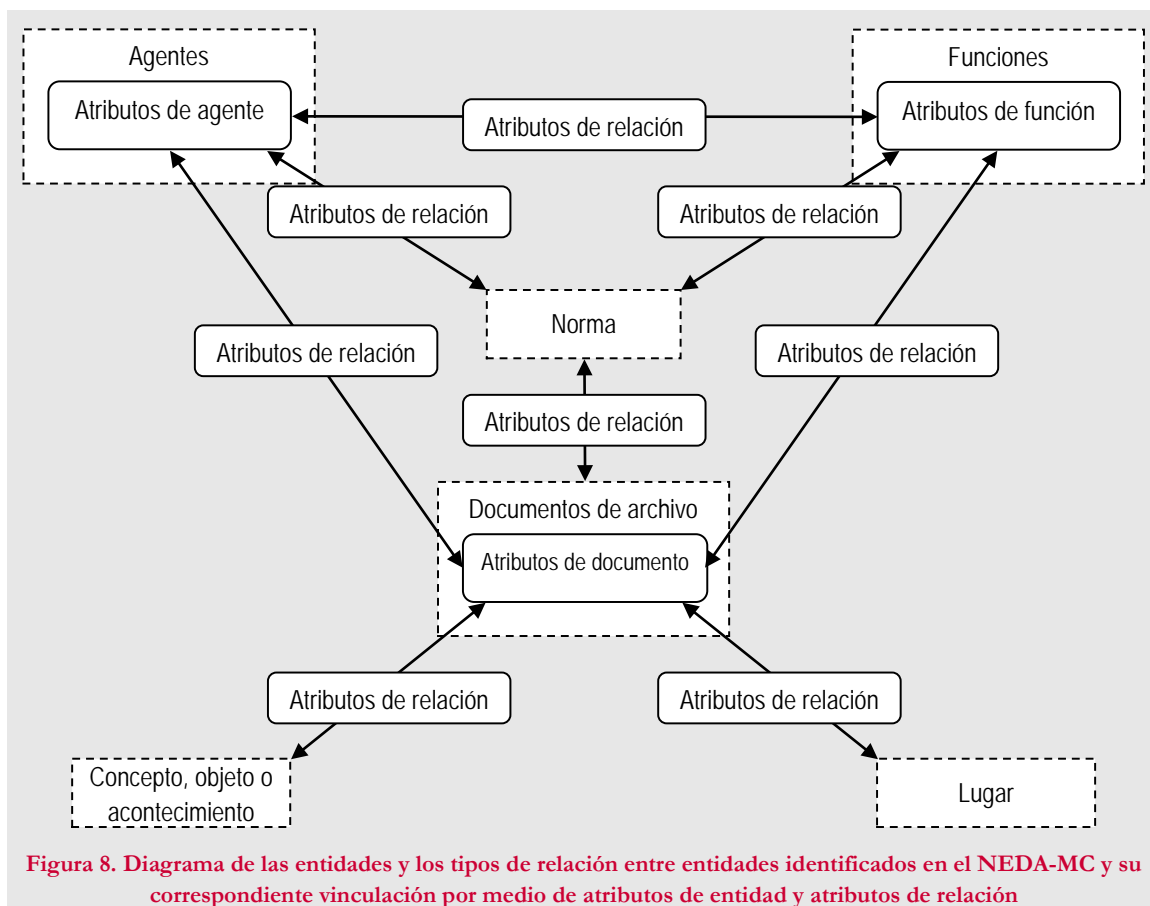 Agentes
Funciones
Atributos de agente
Atributos de relación
Atributos de función
Atributos de relación
Atributos de relación
Norma
Atributos de relación
Atributos de relación
Atributos de relación
Documentos de archivo
Atributos de documento
Atributos de relación
Atributos de relación
Concepto, objeto o
acontecimiento
Lugar
Figura 8. Diagrama de las entidades y los tipos de relación entre entidades identificados en el NEDA-MC y su
correspondiente vinculación por medio de atributos de entidad y atributos de relación